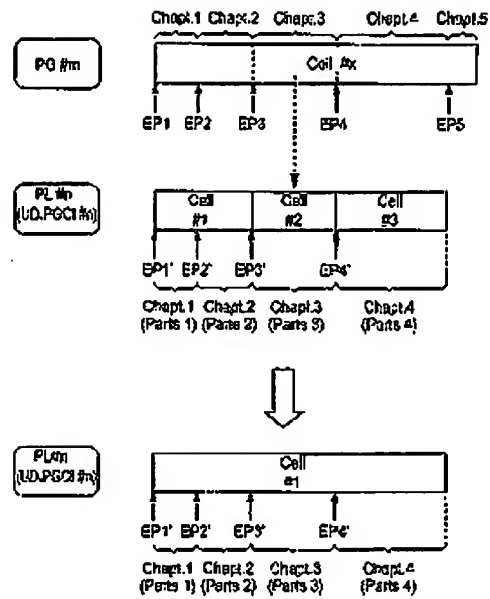 Chapt.1 Chapt.2 Chapt.3 Chapt.4 Chapt.5
PG #m
Cell #x
EP1 EP2 EP3 EP4 EP5
PL #n
(UD.PGCI #n)
Cell #1
Cell #2
Cell #3
EP1' EP2' EP3' EP4'
Chapt.1 Chapt.2 Chapt.3 Chapt.4
(Parts 1) (Parts 2) (Parts 3) (Parts 4)
PL#n
(UD.PGCI #n)
Cell
#1
EP1' EP2' EP3' EP4'
Chapt.1 Chapt.2 Chapt.3 Chapt.4
(Parts 1) (Parts 2) (Parts 3) (Parts 4)